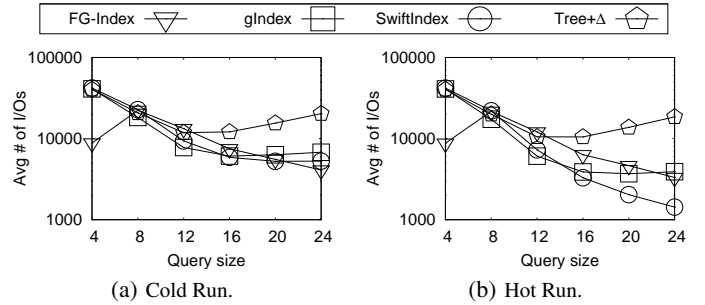 FG-Index gIndex SwiftIndex Tree+Δ
100000 100000
10000 10000
1000 1000
Avg # of I/Os Avg # of I/Os
4 8 12 16 20 24 4 8 12 16 20 24
Query size Query size
(a) Cold Run. (b) Hot Run.